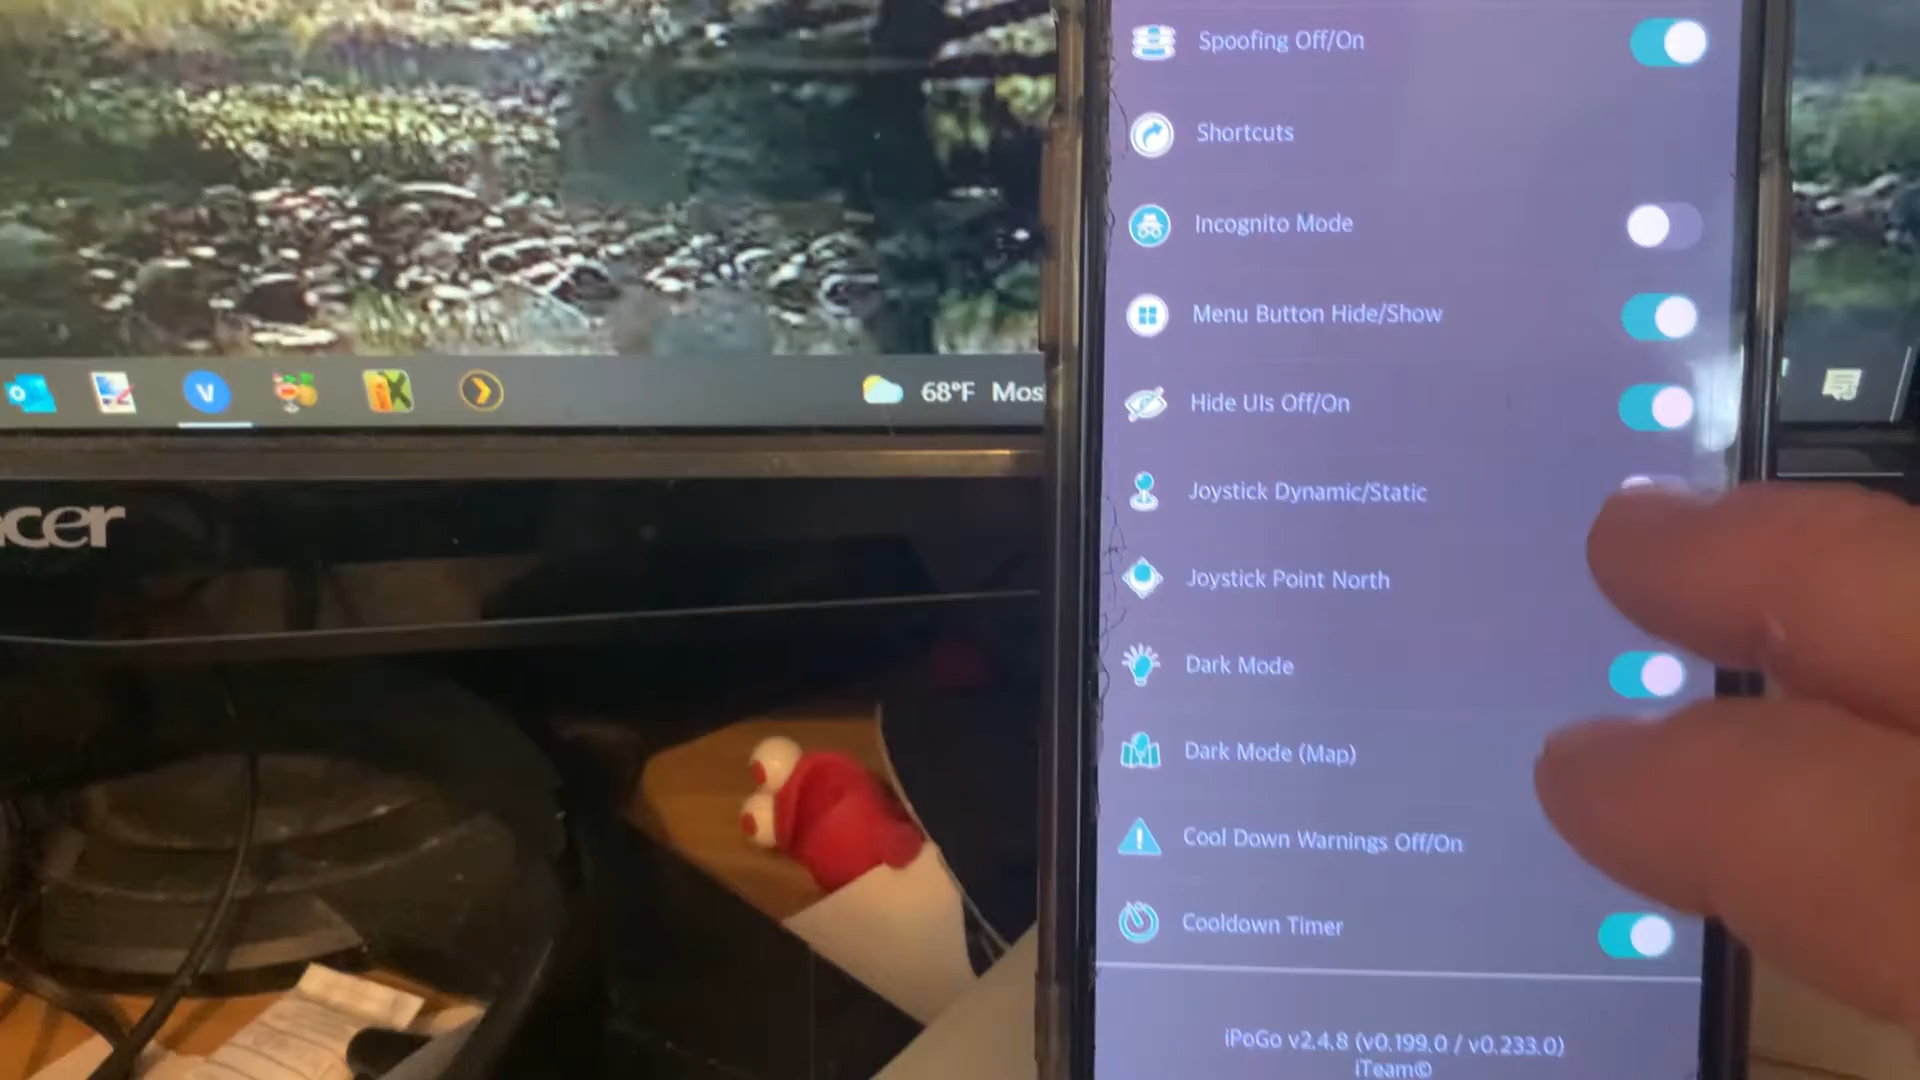 Spoofing Off/On
Shortcuts
Incognito Mode
Menu Button Hide/Show
Hide UIs Off/On
Joystick Dynamic/Static
Joystick Point North
Dark Mode
Dark Mode (Map)
Cool Down Warnings Off/On
Cooldown Timer
iPoGo v2.4.8 (v0.199.0 / v0.233.0)
iTeam©
V
68°F Mos
acer